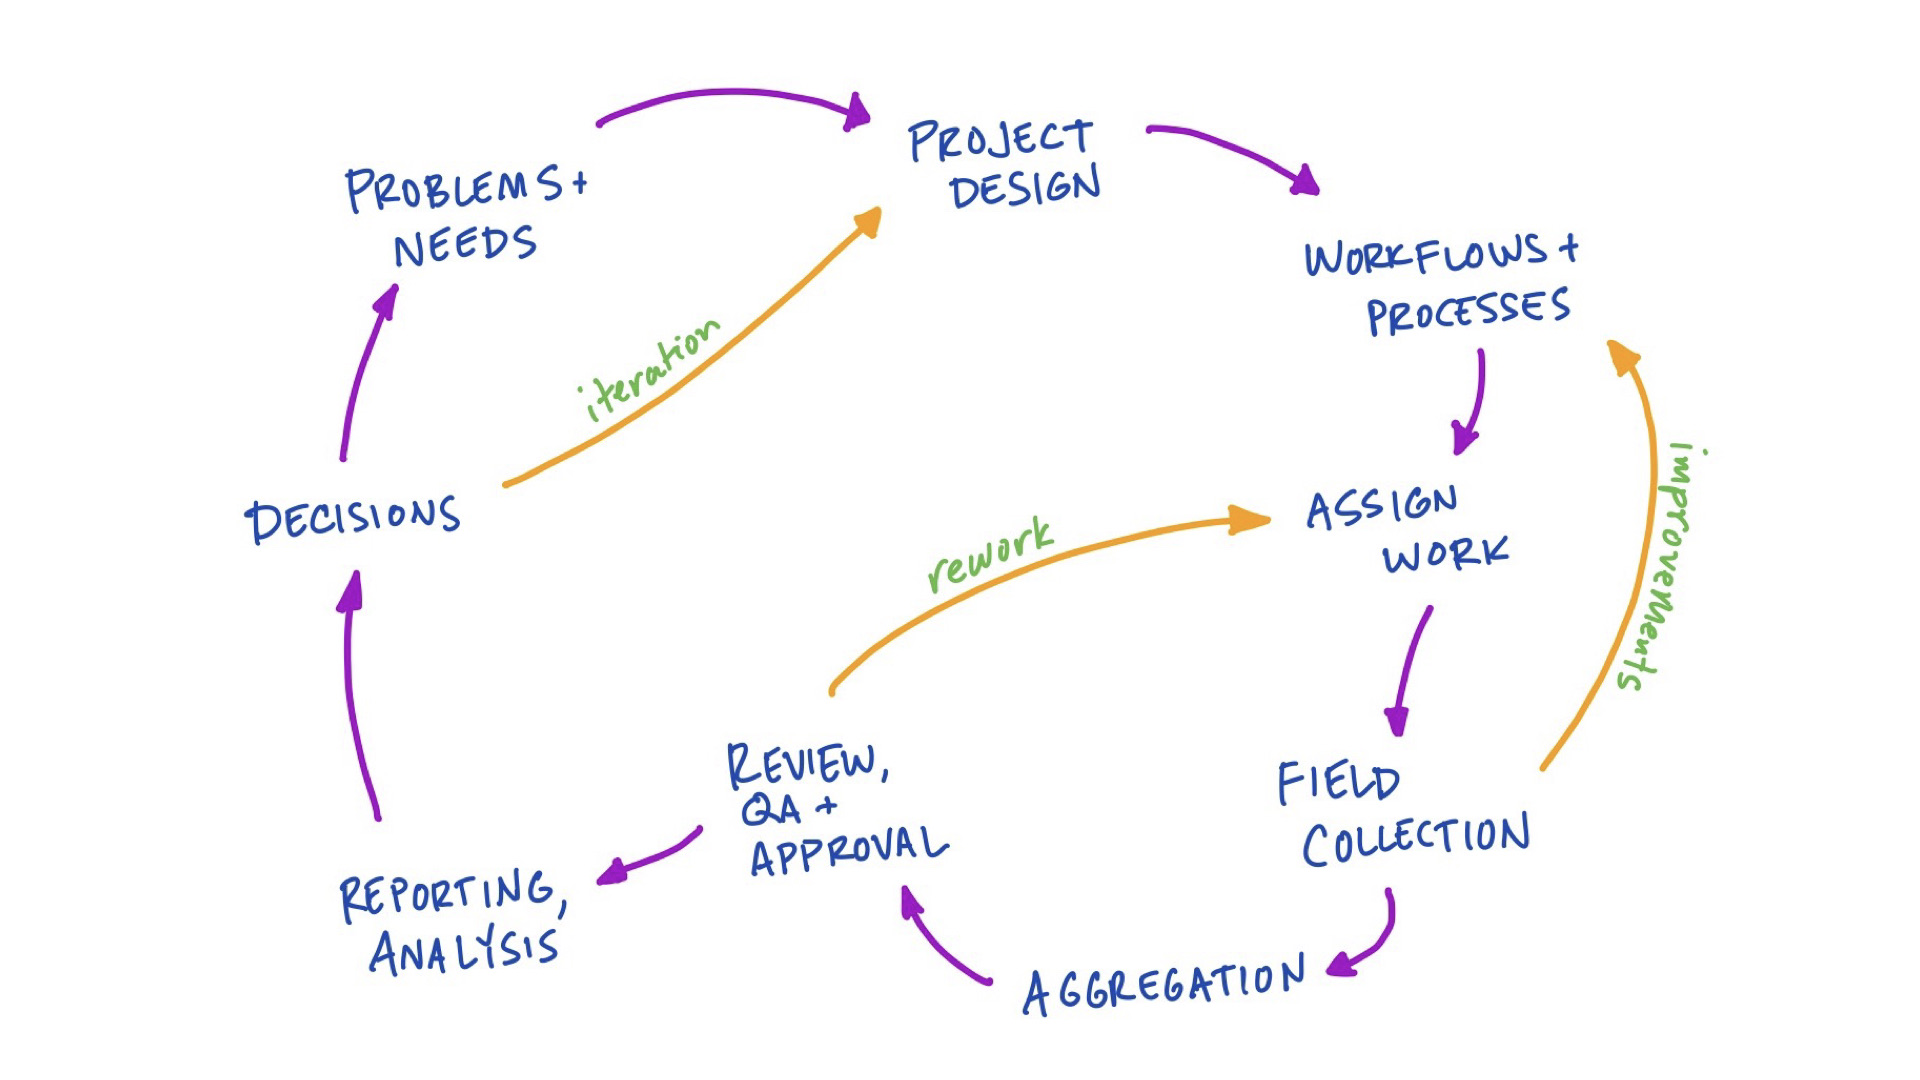 PROBLEMS +
NEEDS
PROJECT
DESIGN
WORKFLOWS +
PROCESSES
ASSIGN
WORK
FIELD
COLLECTION
AGGREGATION
REVIEW,
QA +
APPROVAL
REPORTING,
ANALYSIS
DECISIONS
iteration
rework
improvements